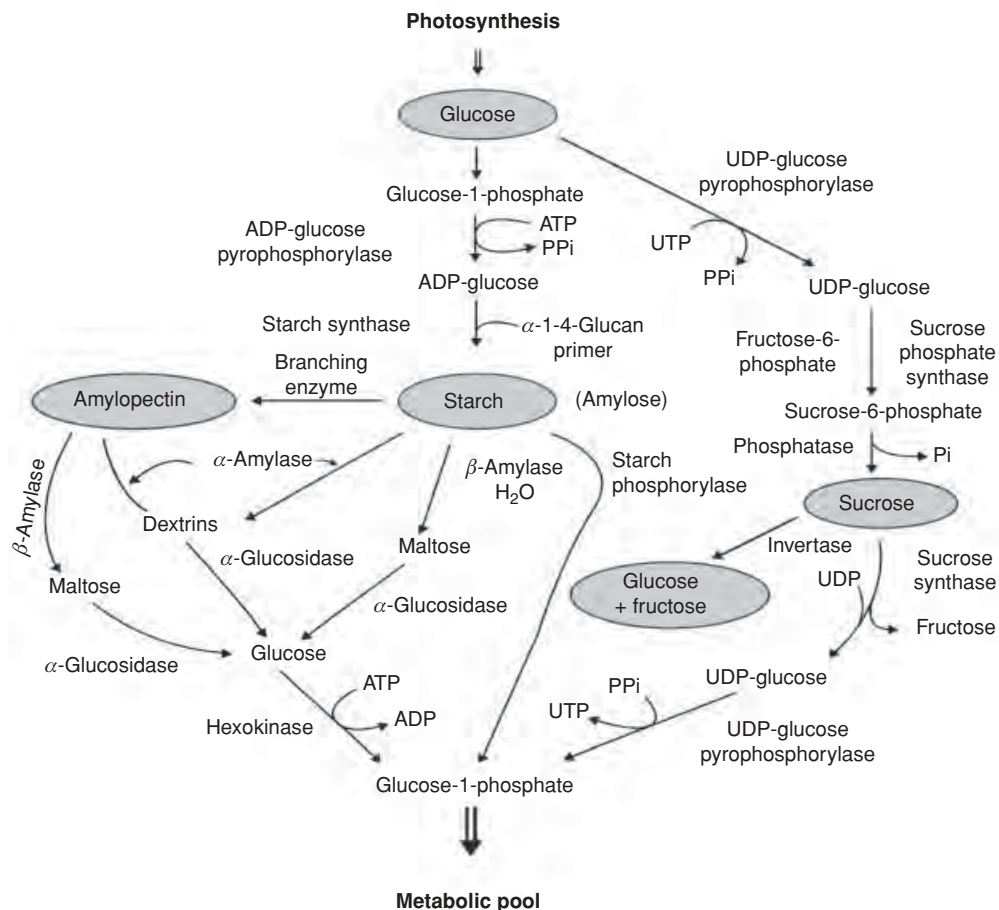 Photosynthesis
Glucose
UDP-glucose
pyrophosphorylase
Glucose-1-phosphate
ADP-glucose
pyrophosphorylase
ATP
PPi
UTP
PPi
ADP-glucose
UDP-glucose
Starch synthase
α-1-4-Glucan
primer
Fructose-6-
phosphate
Sucrose
phosphate
synthase
Branching
enzyme
Amylopectin
Starch
(Amylose)
Sucrose-6-phosphate
Phosphatase
Pi
β-Amylase
α-Amylase
β-Amylase
H2O
Starch
phosphorylase
Sucrose
Dextrins
α-Glucosidase
Maltose
Invertase
Sucrose
synthase
Maltose
α-Glucosidase
Glucose
+ fructose
UDP
Fructose
α-Glucosidase
Glucose
UDP-glucose
ATP
ADP
Hexokinase
PPi
UTP
UDP-glucose
pyrophosphorylase
Glucose-1-phosphate
Metabolic pool